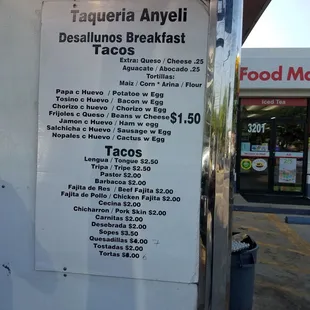 Taqueria Anyeli
Desallunos Breakfast
Tacos
Extra: Queso / Cheese .25
Aguacate / Abocado .25
Tortillas:
Maiz / Corn * Arina / Flour
Papa c Huevo / Potatoe w Egg
Tosino c Huevo / Bacon w Egg
Chorizo c Huevo / Chorizo w Egg
Frijoles c Queso / Beans w Cheese
$1.50
Jamon c Huevo / Ham w Egg
Salchicha c Huevo / Sausage w Egg
Nopales c Huevo / Cactus w Egg
Tacos
Lengua / Tongue $2.50
Tripa / Tripe $2.50
Pastor $2.00
Barbacoa $2.00
Fajita de Res / Beef Fajita $2.00
Fajita de Pollo / Chicken Fajita $2.00
Cecina $2.00
Chicharron / Pork Skin $2.00
Carnitas $2.00
Desebrada $2.00
Sopes $3.50
Quesadillas $4.00
Tostadas $2.00
Tortas $6.00
Food Ma
Iced Tea
3201